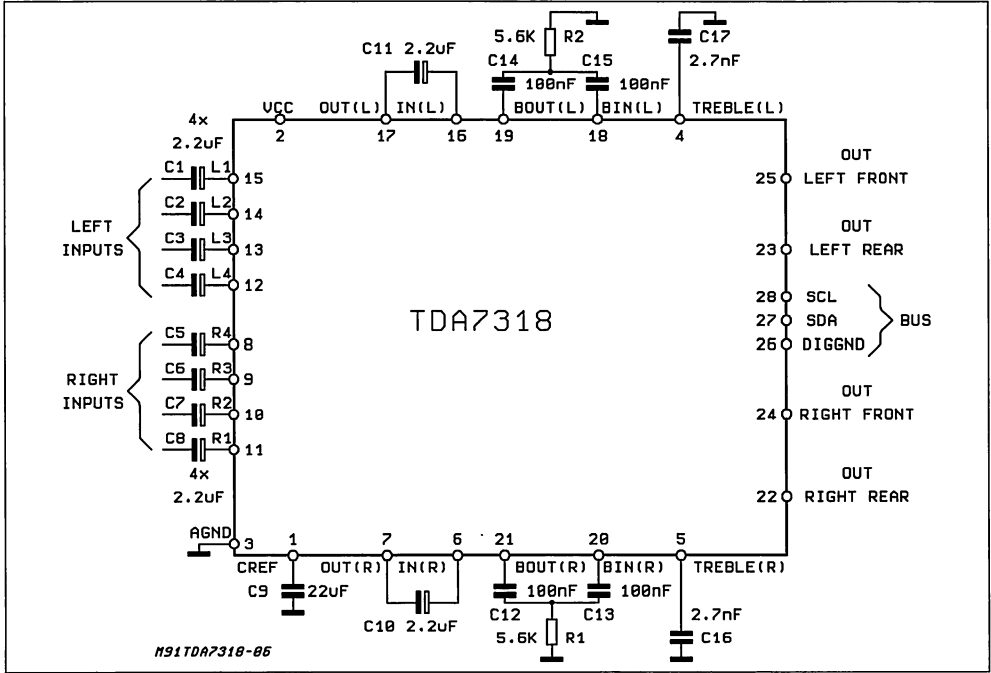 5.6K R2
C17
C11 2.2uF
C14
C15
2.7nF
100nF
100nF
VCC
OUT(L)
IN(L)
BOUT(L)
BIN(L)
TREBLE(L)
4x
2
17
16
19
18
4
2.2uF
C1 L1
15
C2 L2
14
C3 L3
13
C4 L4
12
LEFT
INPUTS
C5 R4
8
C6 R3
9
C7 R2
10
C8 R1
11
RIGHT
INPUTS
4x
2.2uF
AGND
3
TDA7318
OUT
25 LEFT FRONT
OUT
23 LEFT REAR
28 SCL
27 SDA
26 DIGGND
BUS
OUT
24 RIGHT FRONT
OUT
22 RIGHT REAR
1
7
6
21
20
5
CREF
OUT(R)
IN(R)
BOUT(R)
BIN(R)
TREBLE(R)
C9
22uF
100nF
100nF
C12
C13
2.7nF
C10 2.2uF
5.6K R1
C16
M91TDA7318-06